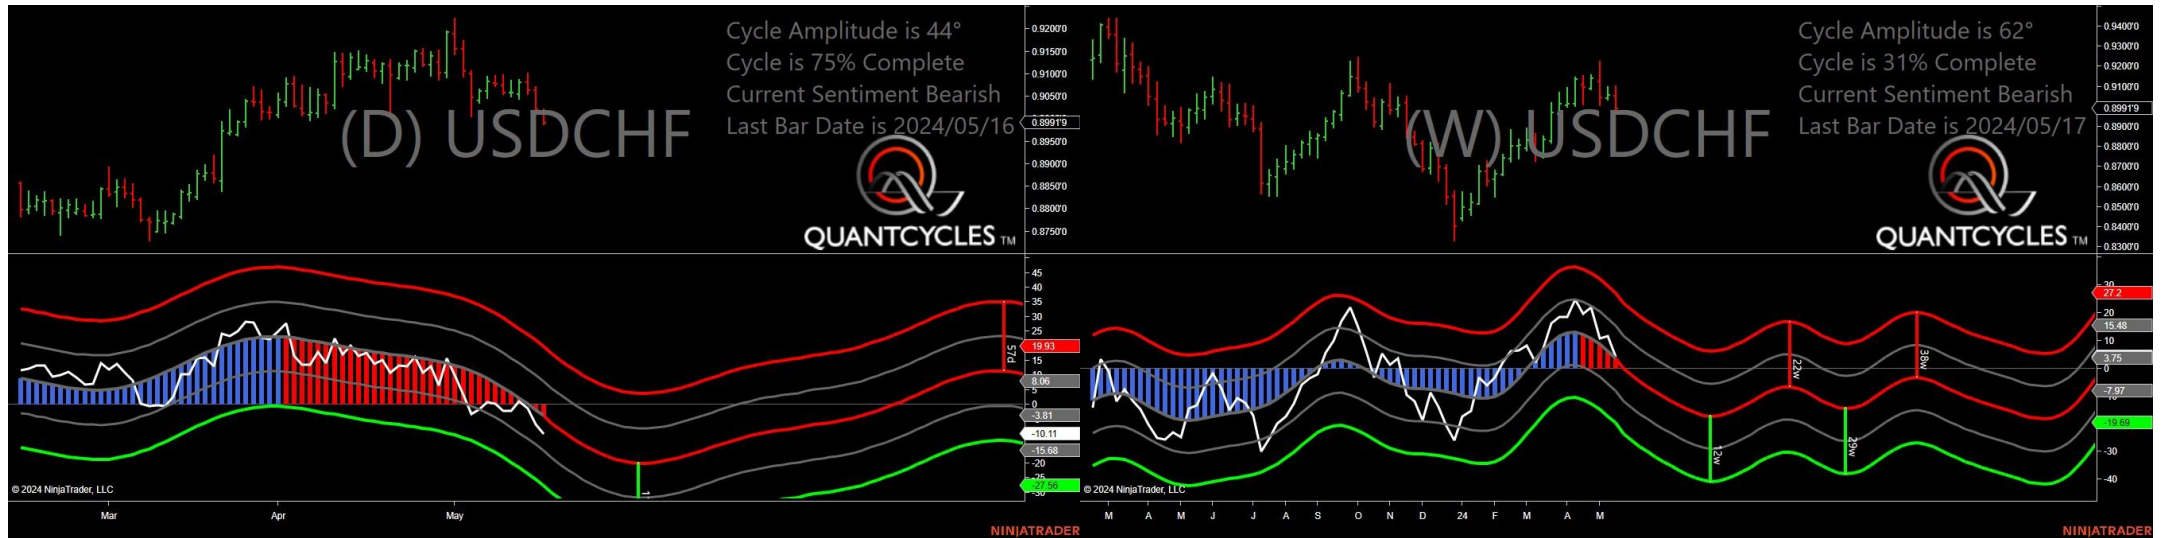 Cycle Amplitude is 44°
Cycle is 75% Complete
Current Sentiment Bearish
Last Bar Date is 2024/05/16
(D) USDCHF
QUANTCYCLES TM
0.9200'0
0.9150'0
0.9100'0
0.9050'0
0.8991'9
0.8950'0
0.8900'0
0.8850'0
0.8800'0
0.8750'0
45
40
35
30
25
19.93
15
8.06
0
-3.81
-10.11
-15.68
-20
-27.56
57d
© 2024 NinjaTrader, LLC
Mar
Apr
May
NINJATRADER
Cycle Amplitude is 62°
Cycle is 31% Complete
Current Sentiment Bearish
Last Bar Date is 2024/05/17
(W) USDCHF
QUANTCYCLES TM
0.9400'0
0.9300'0
0.9200'0
0.9100'0
0.8991'9
0.8900'0
0.8800'0
0.8700'0
0.8600'0
0.8500'0
0.8400'0
0.8300'0
27.2
20
15.48
10
3.75
0
-7.97
-19.69
-30
-40
12w
22w
29w
38w
© 2024 NinjaTrader, LLC
M A M J J A S O N D 24 F M A M
NINJATRADER